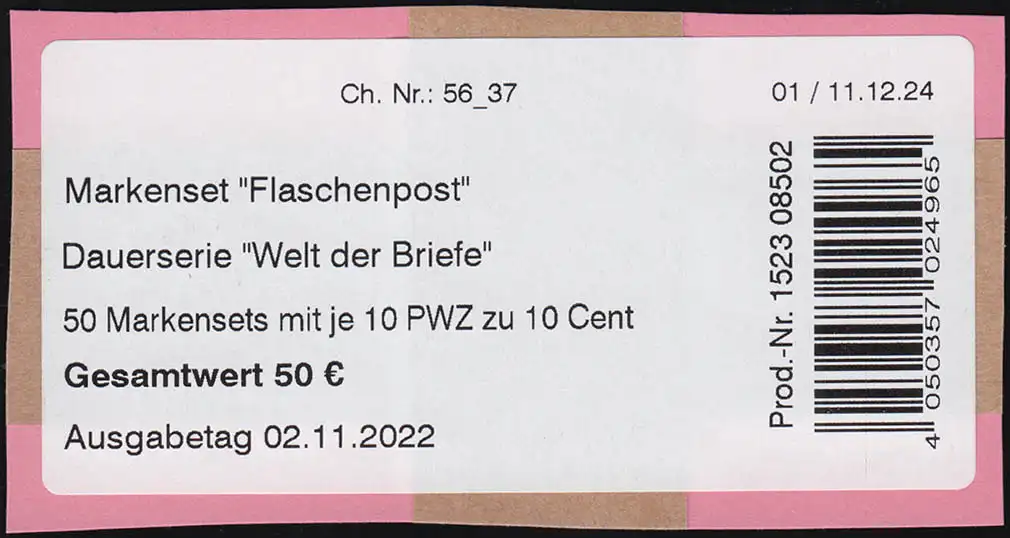 Ch. Nr.: 56_37
01 / 11.12.24
Markenset "Flaschenpost"
Dauerserie "Welt der Briefe"
50 Markensets mit je 10 PWZ zu 10 Cent
Gesamtwert 50 €
Ausgabetag 02.11.2022
Prod.-Nr. 1523 08502
4 050357 024965